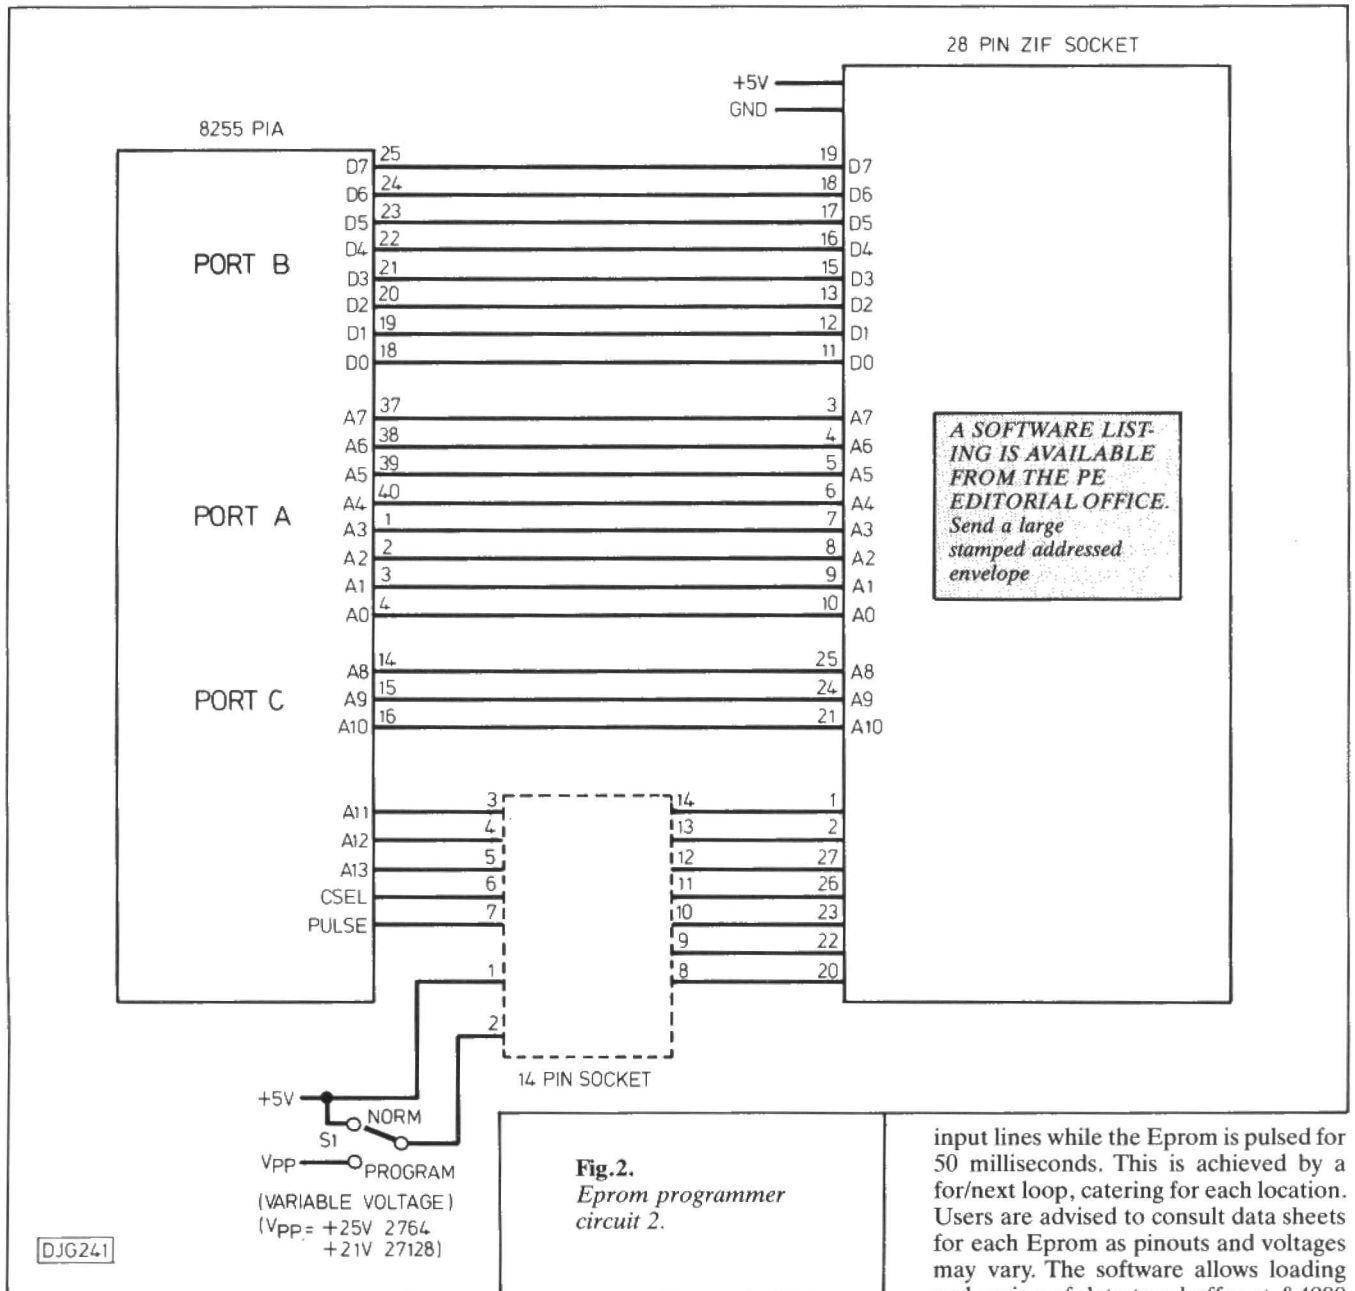 28 PIN ZIF SOCKET
+5V
GND
8255 PIA
D7 25 19 D7
D6 24 18 D6
D5 23 17 D5
D4 22 16 D4
PORT B
D3 21 15 D3
D2 20 13 D2
D1 19 12 D1
D0 18 11 D0
A7 37 3 A7
A6 38 4 A6
A5 39 5 A5
A4 40 6 A4
PORT A
A3 1 7 A3
A2 2 8 A2
A1 3 9 A1
A0 4 10 A0
A SOFTWARE LIST-
ING IS AVAILABLE
FROM THE PE
EDITORIAL OFFICE.
Send a large
stamped addressed
envelope
A8 14 25 A8
PORT C
A9 15 24 A9
A10 16 21 A10
A11 3 14 1
A12 4 13 2
A13 5 12 27
CSEL 6 11 26
PULSE 7 10 23
9 22
1 8 20
2
14 PIN SOCKET
+5V
NORM
S1
VPP PROGRAM
(VARIABLE VOLTAGE)
(VPP= +25V 2764
+21V 27128)
DJG241
Fig.2.
Eprom programmer
circuit 2.
input lines while the Eprom is pulsed for
50 milliseconds. This is achieved by a
for/next loop, catering for each location.
Users are advised to consult data sheets
for each Eprom as pinouts and voltages
may vary. The software allows loading